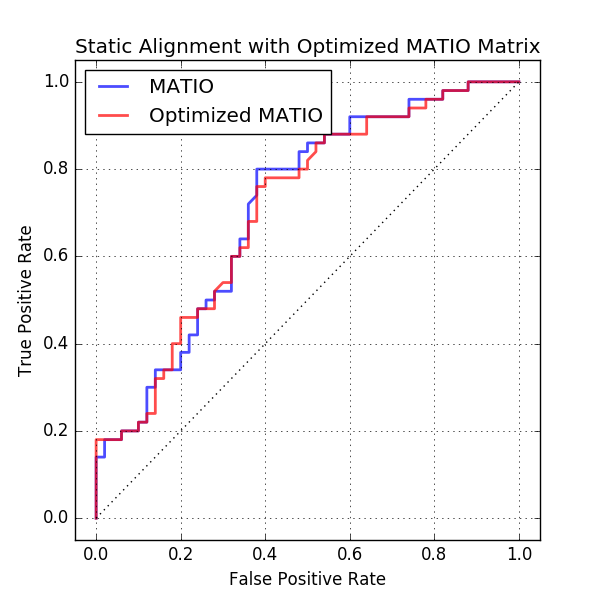 Static Alignment with Optimized MATIO Matrix
MATIO
Optimized MATIO
1.0
0.8
0.6
0.4
0.2
0.0
True Positive Rate
0.0 0.2 0.4 0.6 0.8 1.0
False Positive Rate